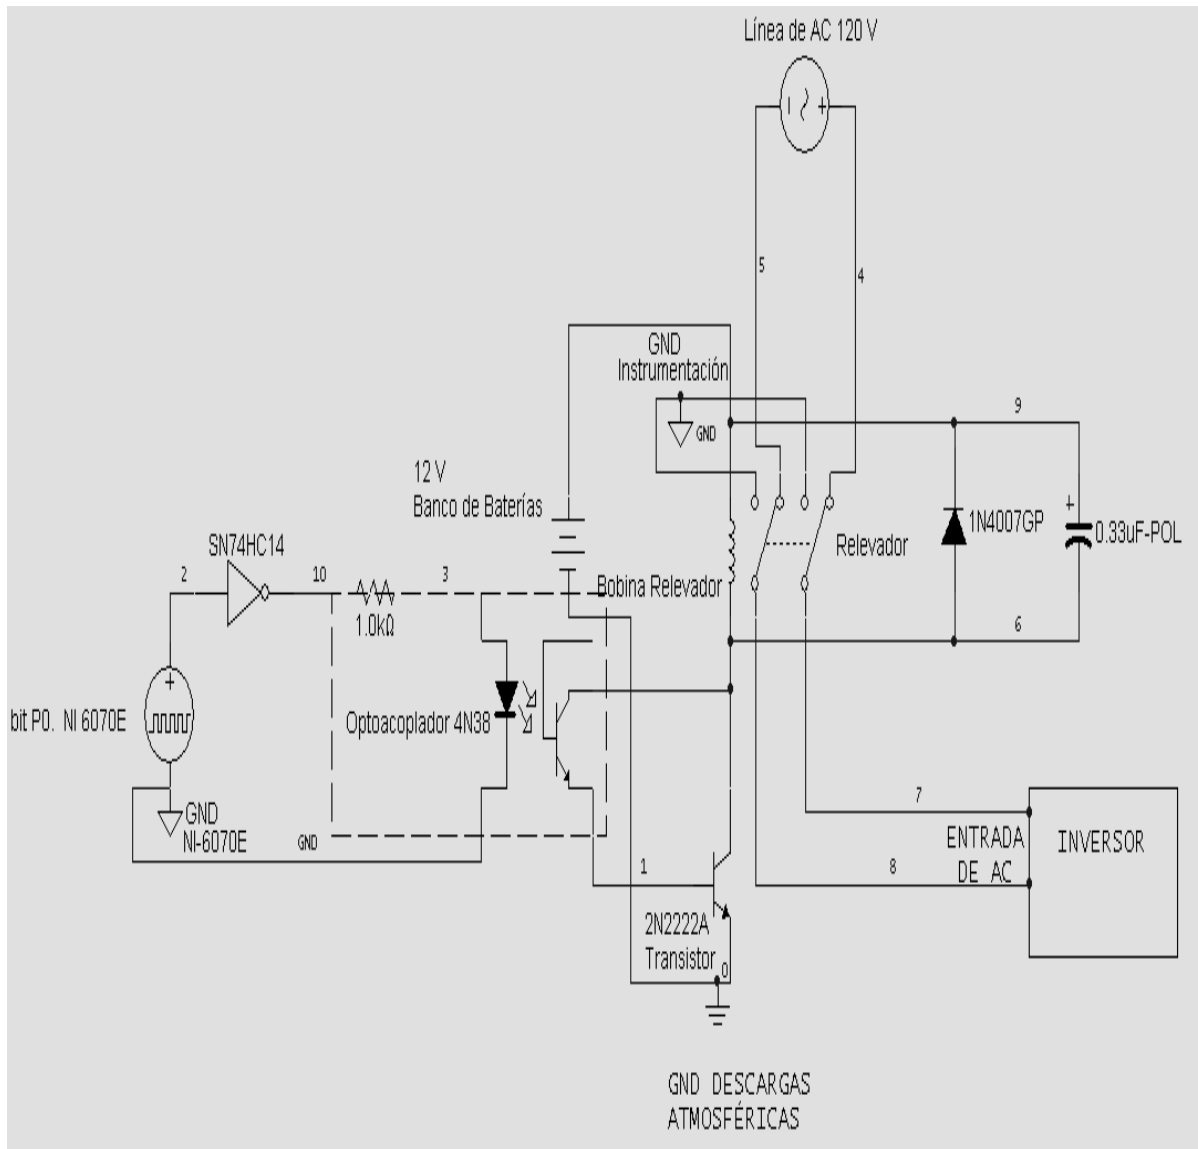 Línea de AC 120 V
5
4
GND
Instrumentación
GND
9
12 V
Banco de Baterías
+
1N4007GP
0.33uF-POL
SN74HC14
Relevador
2
10
3
Bobina Relevador
1.0kΩ
6
bit P0. NI 6070E
Optoacoplador 4N38
GND
NI-6070E
GND
7
ENTRADA
DE AC
INVERSOR
1
8
2N2222A
Transistor
0
GND DESCARGAS
ATMOSFÉRICAS